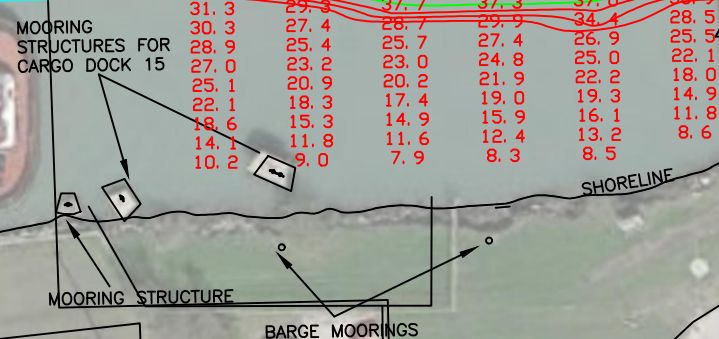 31.3 29.3 37.7 37.3 37.6
30.3 27.4 28.7 29.9 34.4 28.5
28.9 25.4 25.7 27.4 26.9 25.5
27.0 23.2 23.0 24.8 25.0 22.1
25.1 20.9 20.2 21.9 22.2 18.0
22.1 18.3 17.4 19.0 19.3 14.9
18.6 15.3 14.9 15.9 16.1 11.8
14.1 11.8 11.6 12.4 13.2 8.6
10.2 9.0 7.9 8.3 8.5
MOORING
STRUCTURES FOR
CARGO DOCK 15
SHORELINE
MOORING STRUCTURE
BARGE MOORINGS